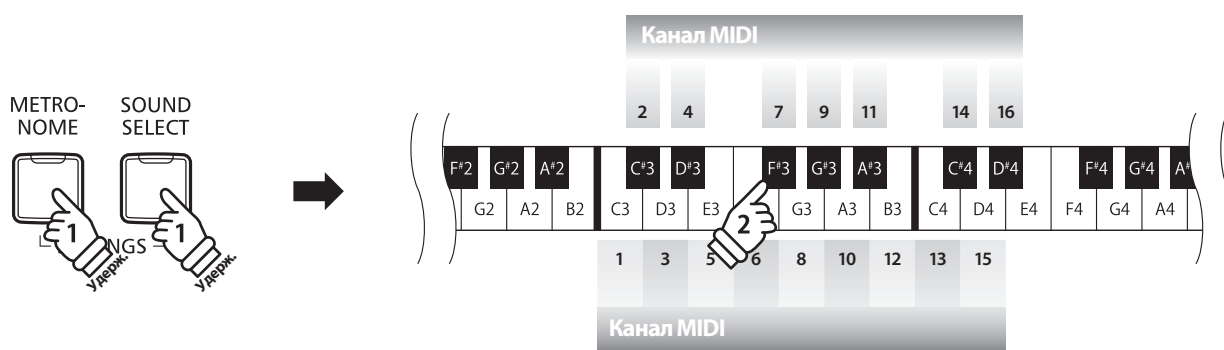 Канал MIDI
2 4 7 9 11 14 16
METRO-
NOME
SOUND
SELECT
F#2 G#2 A#2 C#3 D#3 F#3 G#3 A#3 C#4 D#4 F#4 G#4 A#
G2 A2 B2 C3 D3 E3 G3 A3 B3 C4 D4 E4 F4 G4 A4
1 1 2
NGS
Удерж. Удерж.
1 3 5 6 8 10 12 13 15
Канал MIDI